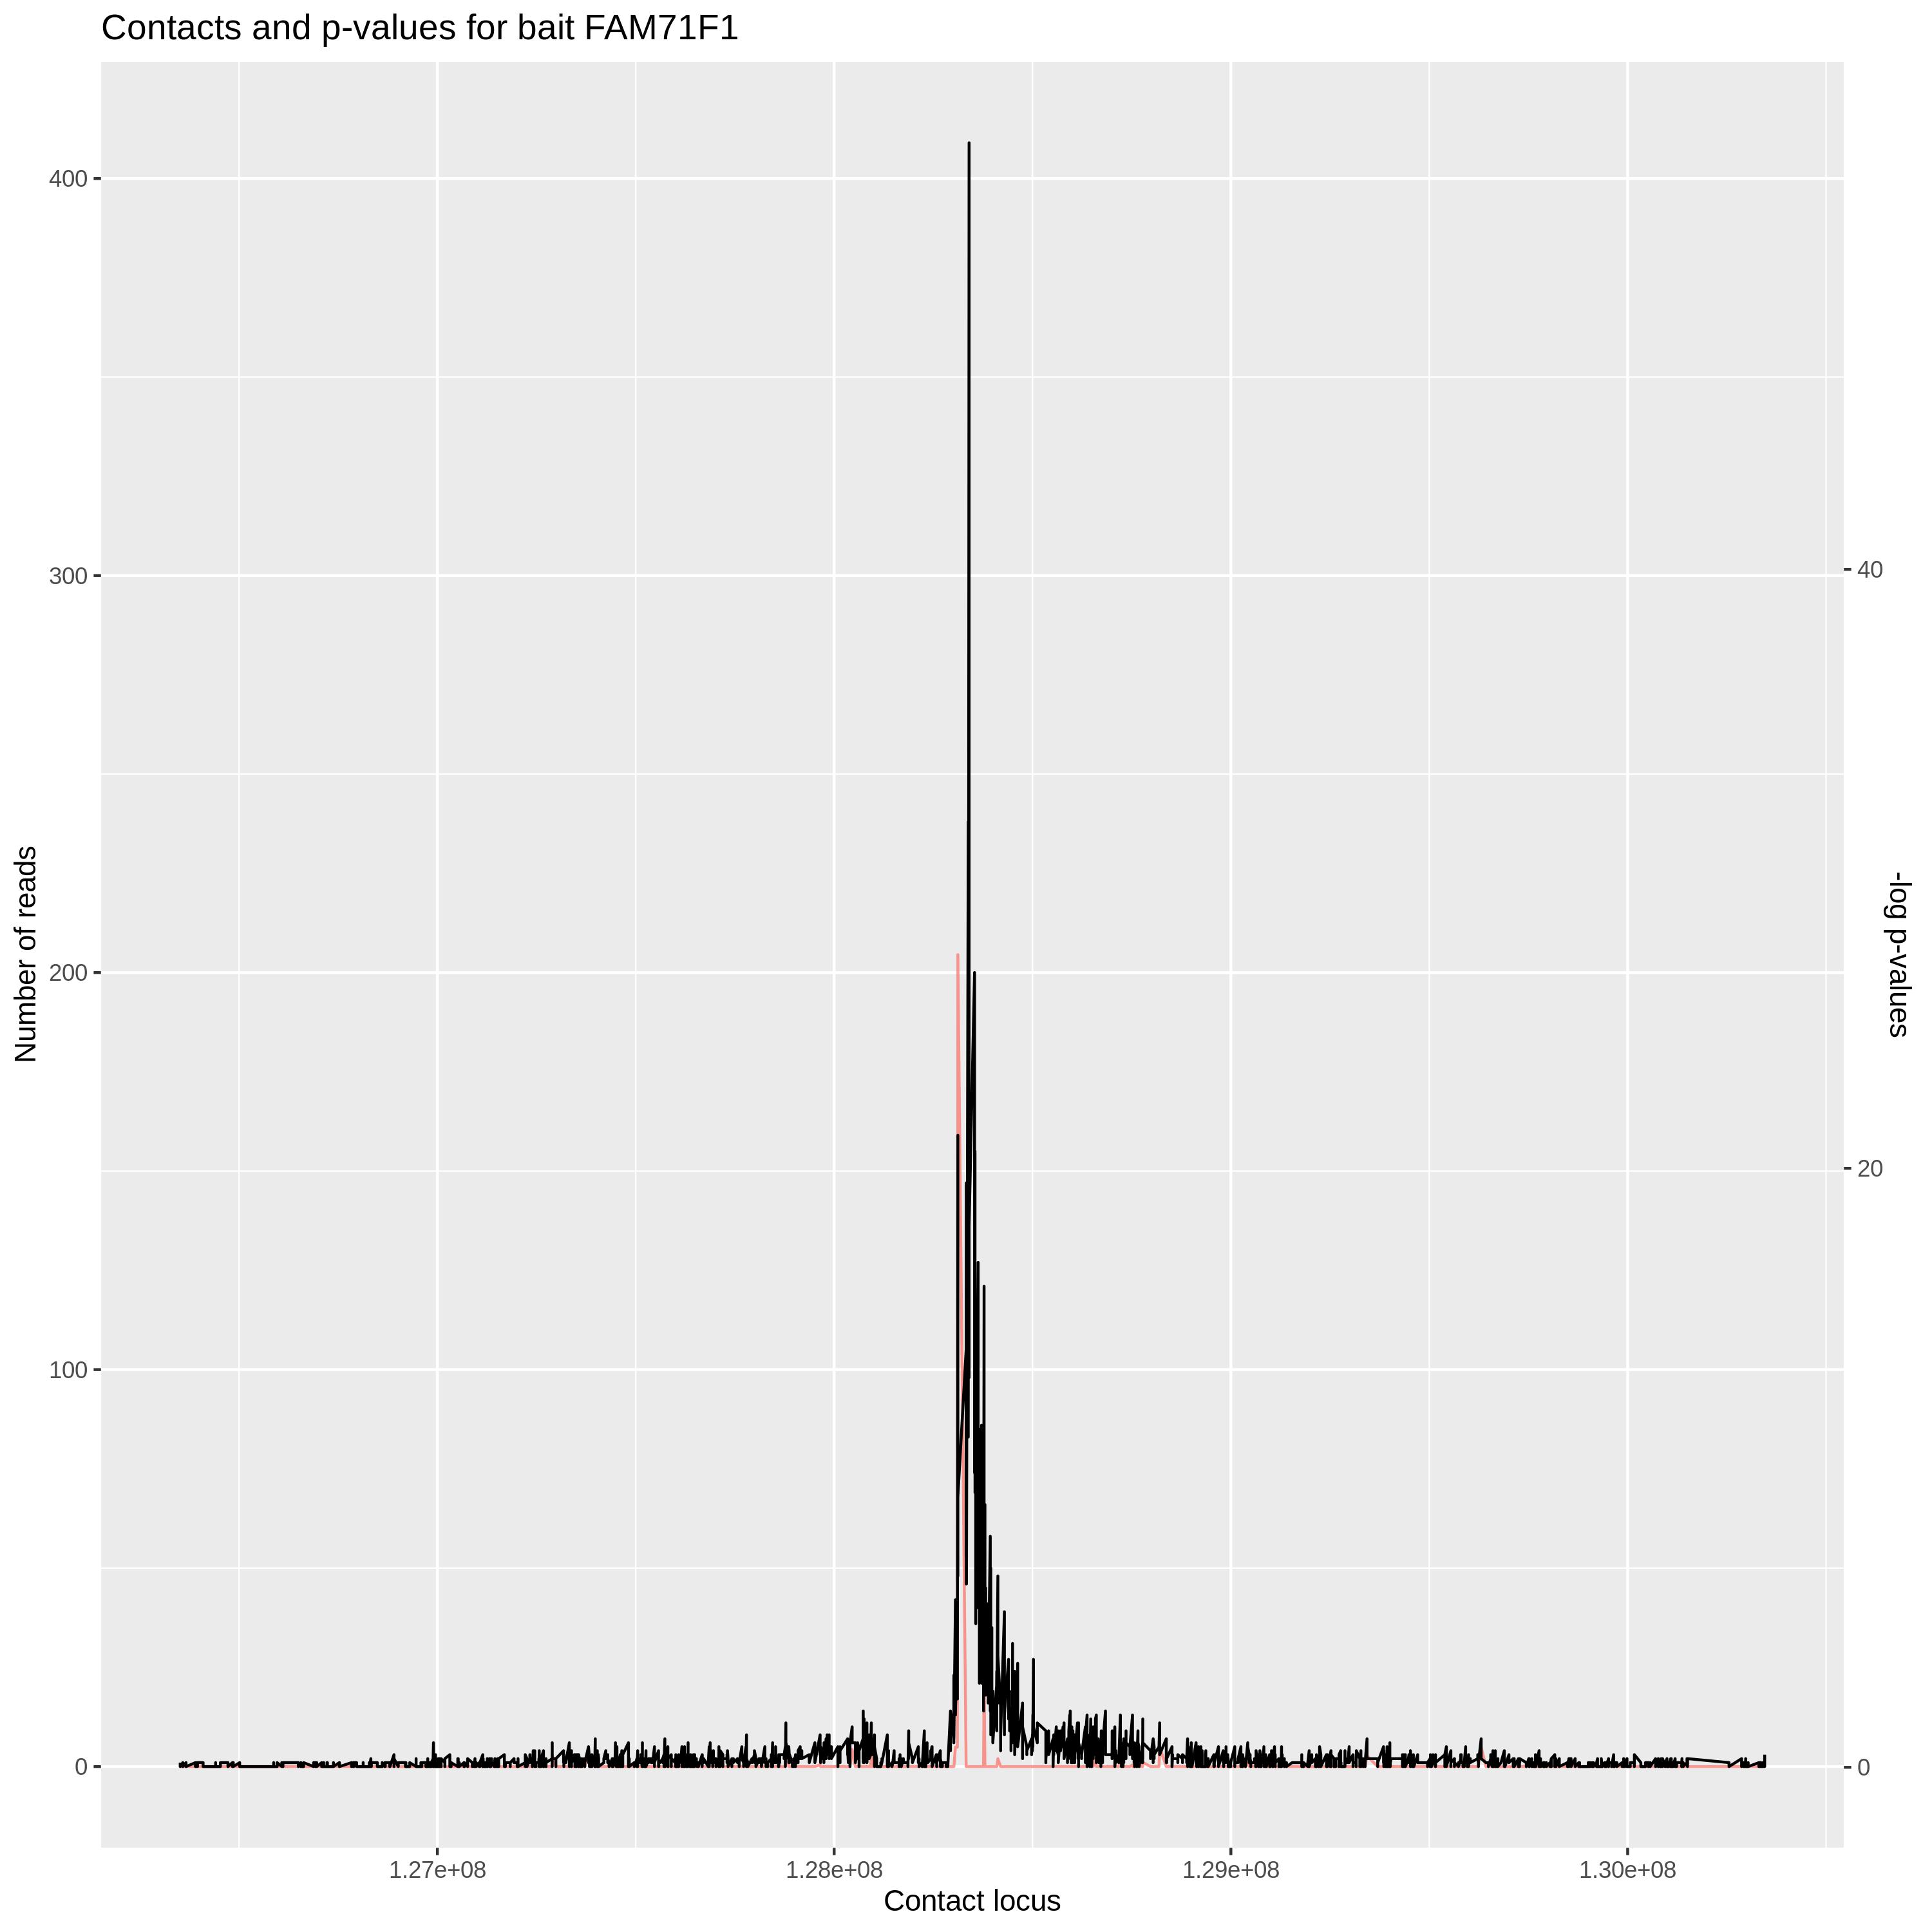 Contacts and p-values for bait FAM71F1
400
300
200
100
0
Number of reads
40
20
0
-log p-values
1.27e+08
1.28e+08
1.29e+08
1.30e+08
Contact locus